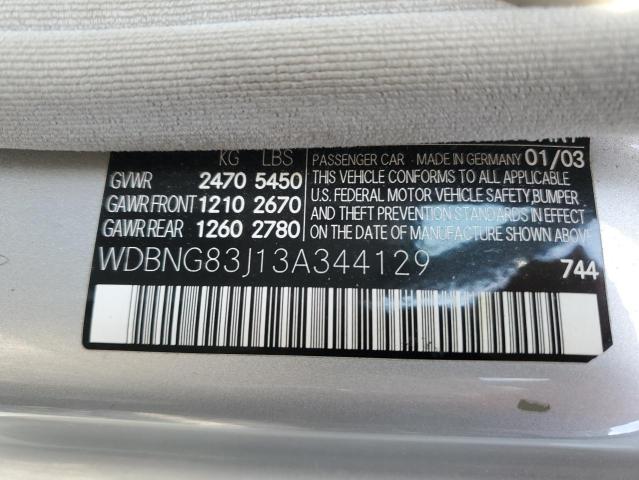 KG LBS PASSENGER CAR MADE IN GERMANY 01/03
GVWR 2470 5450 THIS VEHICLE CONFORMS TO ALL APPLICABLE
GAWR FRONT 1210 2670 U.S. FEDERAL MOTOR VEHICLE SAFETY, BUMPER,
GAWR REAR 1260 2780 AND THEFT PREVENTION STANDARDS IN EFFECT
ON THE DATE OF MANUFACTURE SHOWN ABOVE.
WDBNG83J13A344129 744